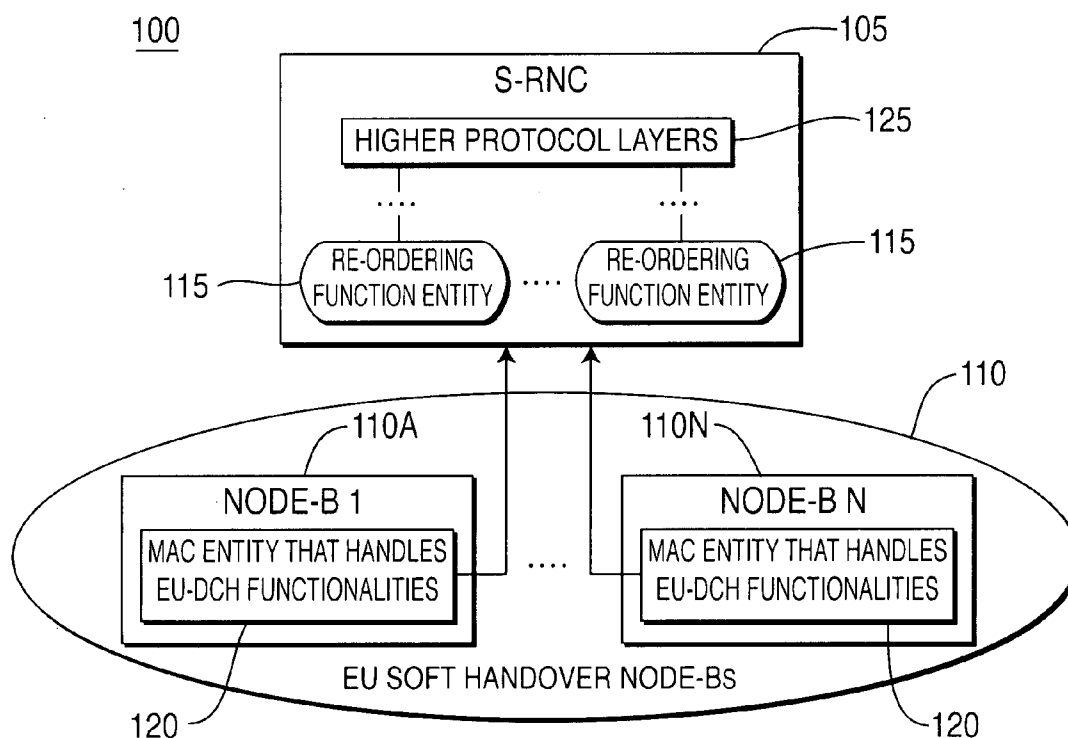 100
105
S-RNC
HIGHER PROTOCOL LAYERS
125
....
....
RE-ORDERING
FUNCTION ENTITY
....
RE-ORDERING
FUNCTION ENTITY
115
115
110
110A
110N
NODE-B 1
MAC ENTITY THAT HANDLES
EU-DCH FUNCTIONALITIES
....
NODE-B N
MAC ENTITY THAT HANDLES
EU-DCH FUNCTIONALITIES
EU SOFT HANDOVER NODE-BS
120
120